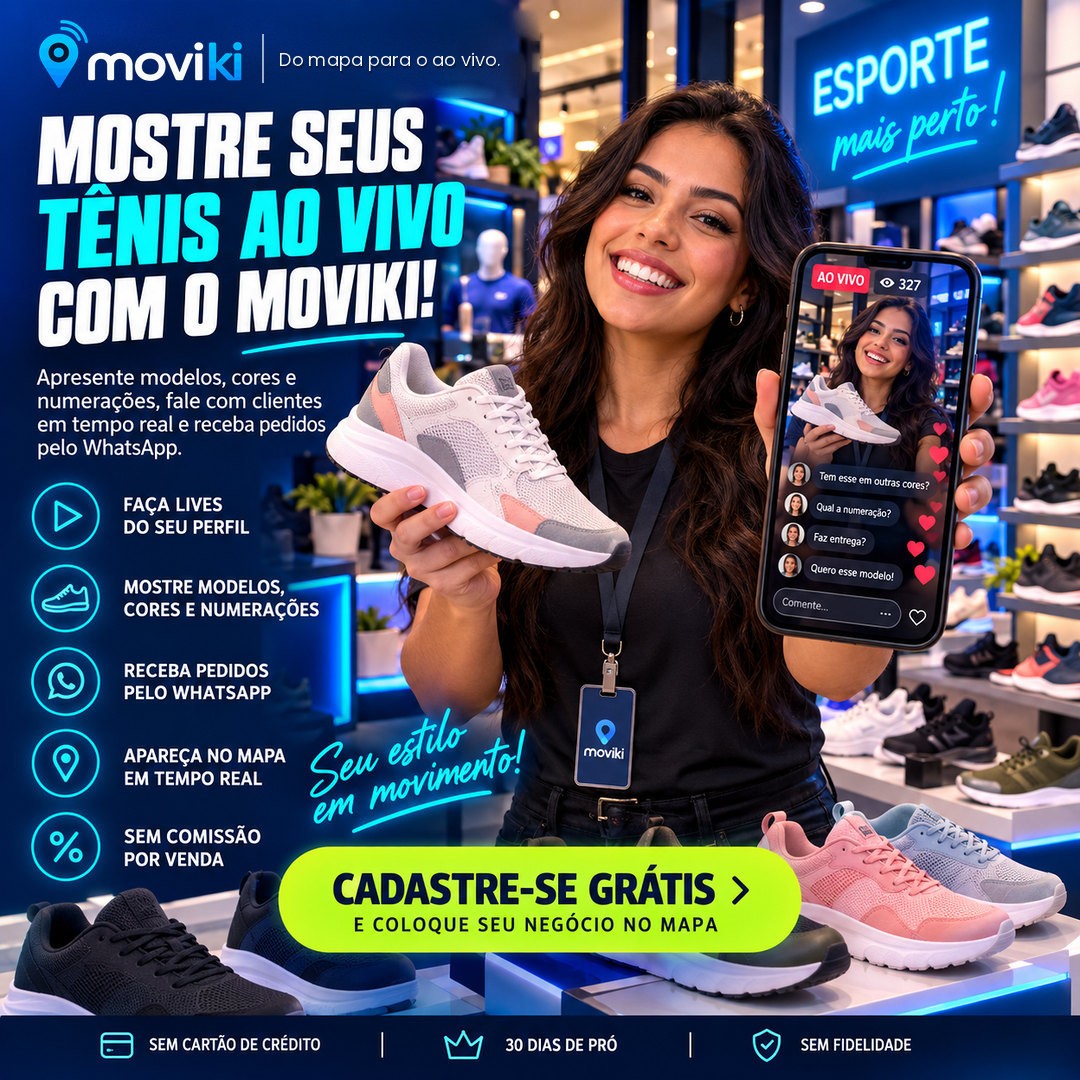 moviki
Do mapa para o ao vivo.
MOSTRE SEUS
TÊNIS AO VIVO
COM O MOVIKI!
Apresente modelos, cores e
numerações, fale com clientes
em tempo real e receba pedidos
pelo WhatsApp.
FAÇA LIVES
DO SEU PERFIL
MOSTRE MODELOS,
CORES E NUMERAÇÕES
RECEBA PEDIDOS
PELO WHATSAPP
APAREÇA NO MAPA
EM TEMPO REAL
%
SEM COMISSÃO
POR VENDA
ESPORTE
mais perto!
AO VIVO
327
Tem esse em outras cores?
Qual a numeração?
Faz entrega?
Quero esse modelo!
Comente...
moviki
Seu estilo
em movimento!
CADASTRE-SE GRÁTIS
E COLOQUE SEU NEGÓCIO NO MAPA
SEM CARTÃO DE CRÉDITO
30 DIAS DE PRÓ
SEM FIDELIDADE